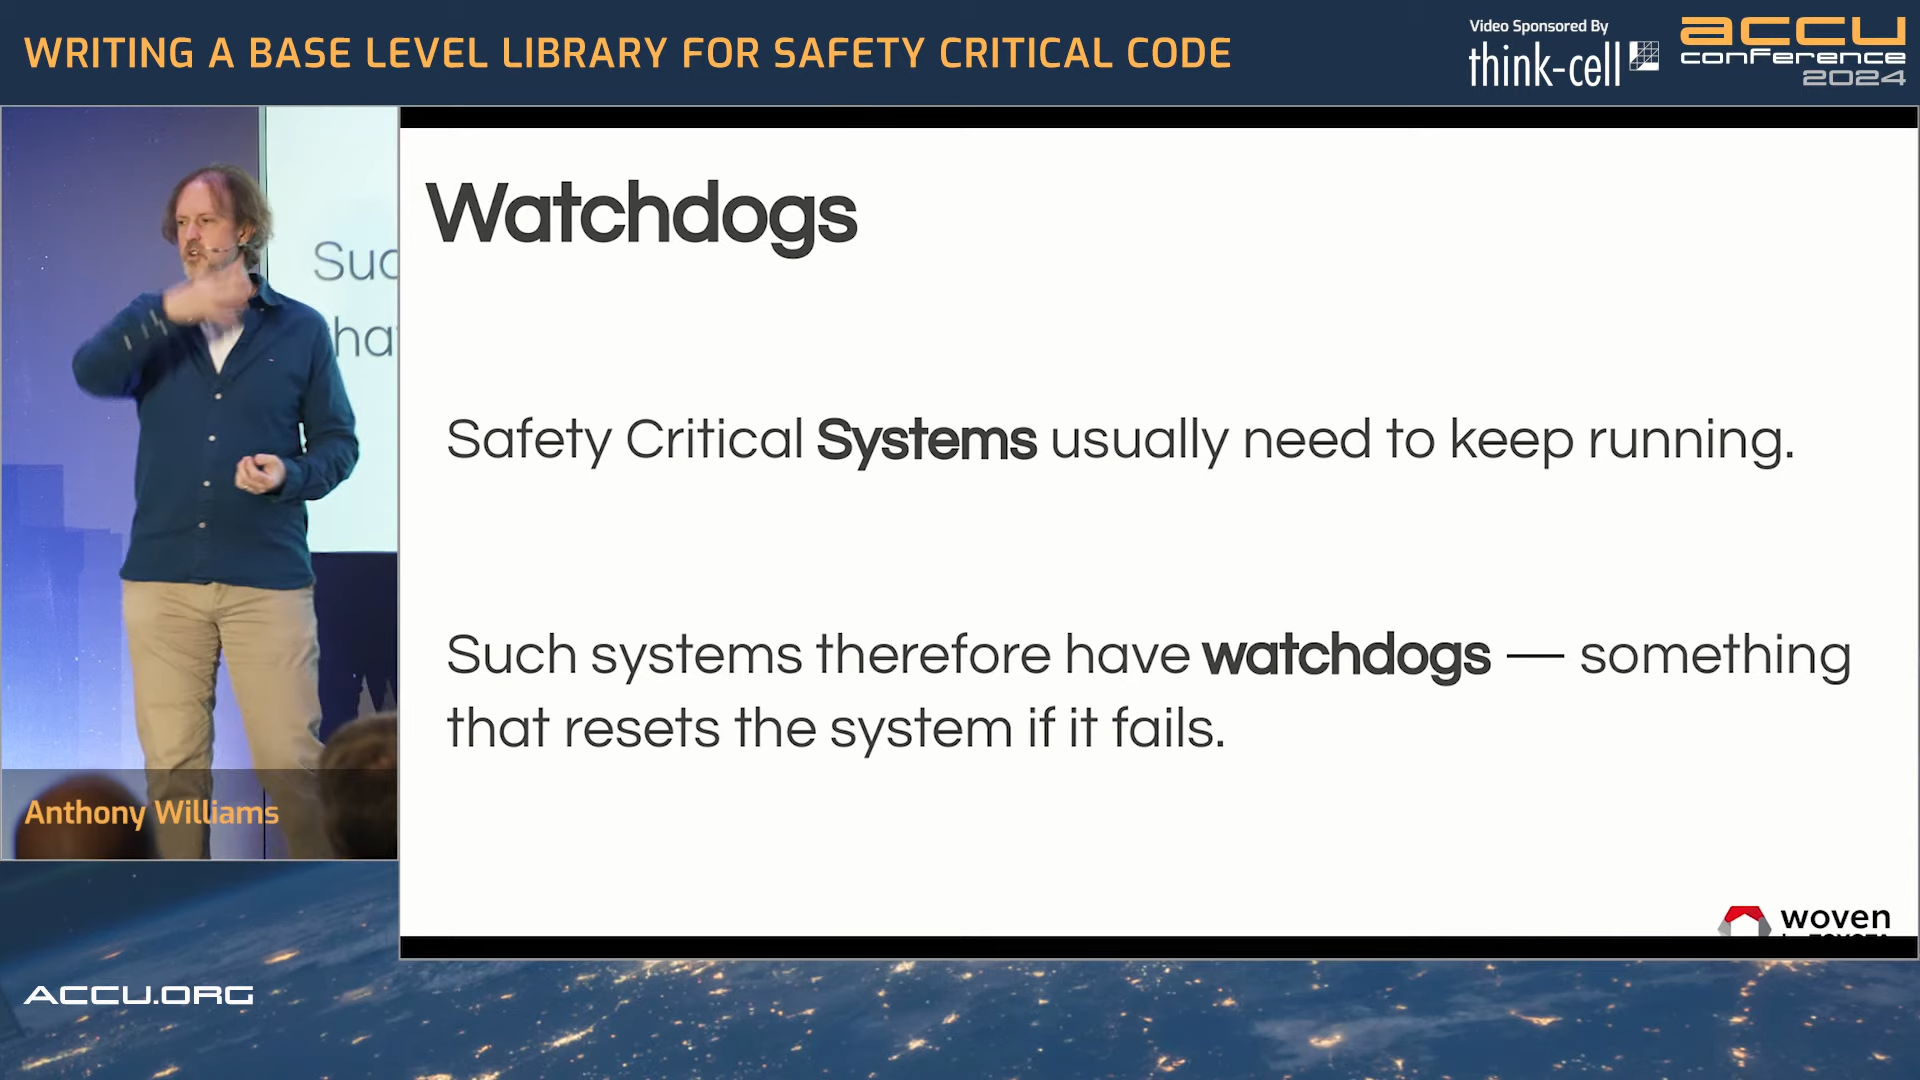 WRITING A BASE LEVEL LIBRARY FOR SAFETY CRITICAL CODE
Video Sponsored By
think-cell
accu
conference
2024
Watchdogs
Safety Critical Systems usually need to keep running.
Such systems therefore have watchdogs — something
that resets the system if it fails.
woven
Anthony Williams
ACCU.ORG